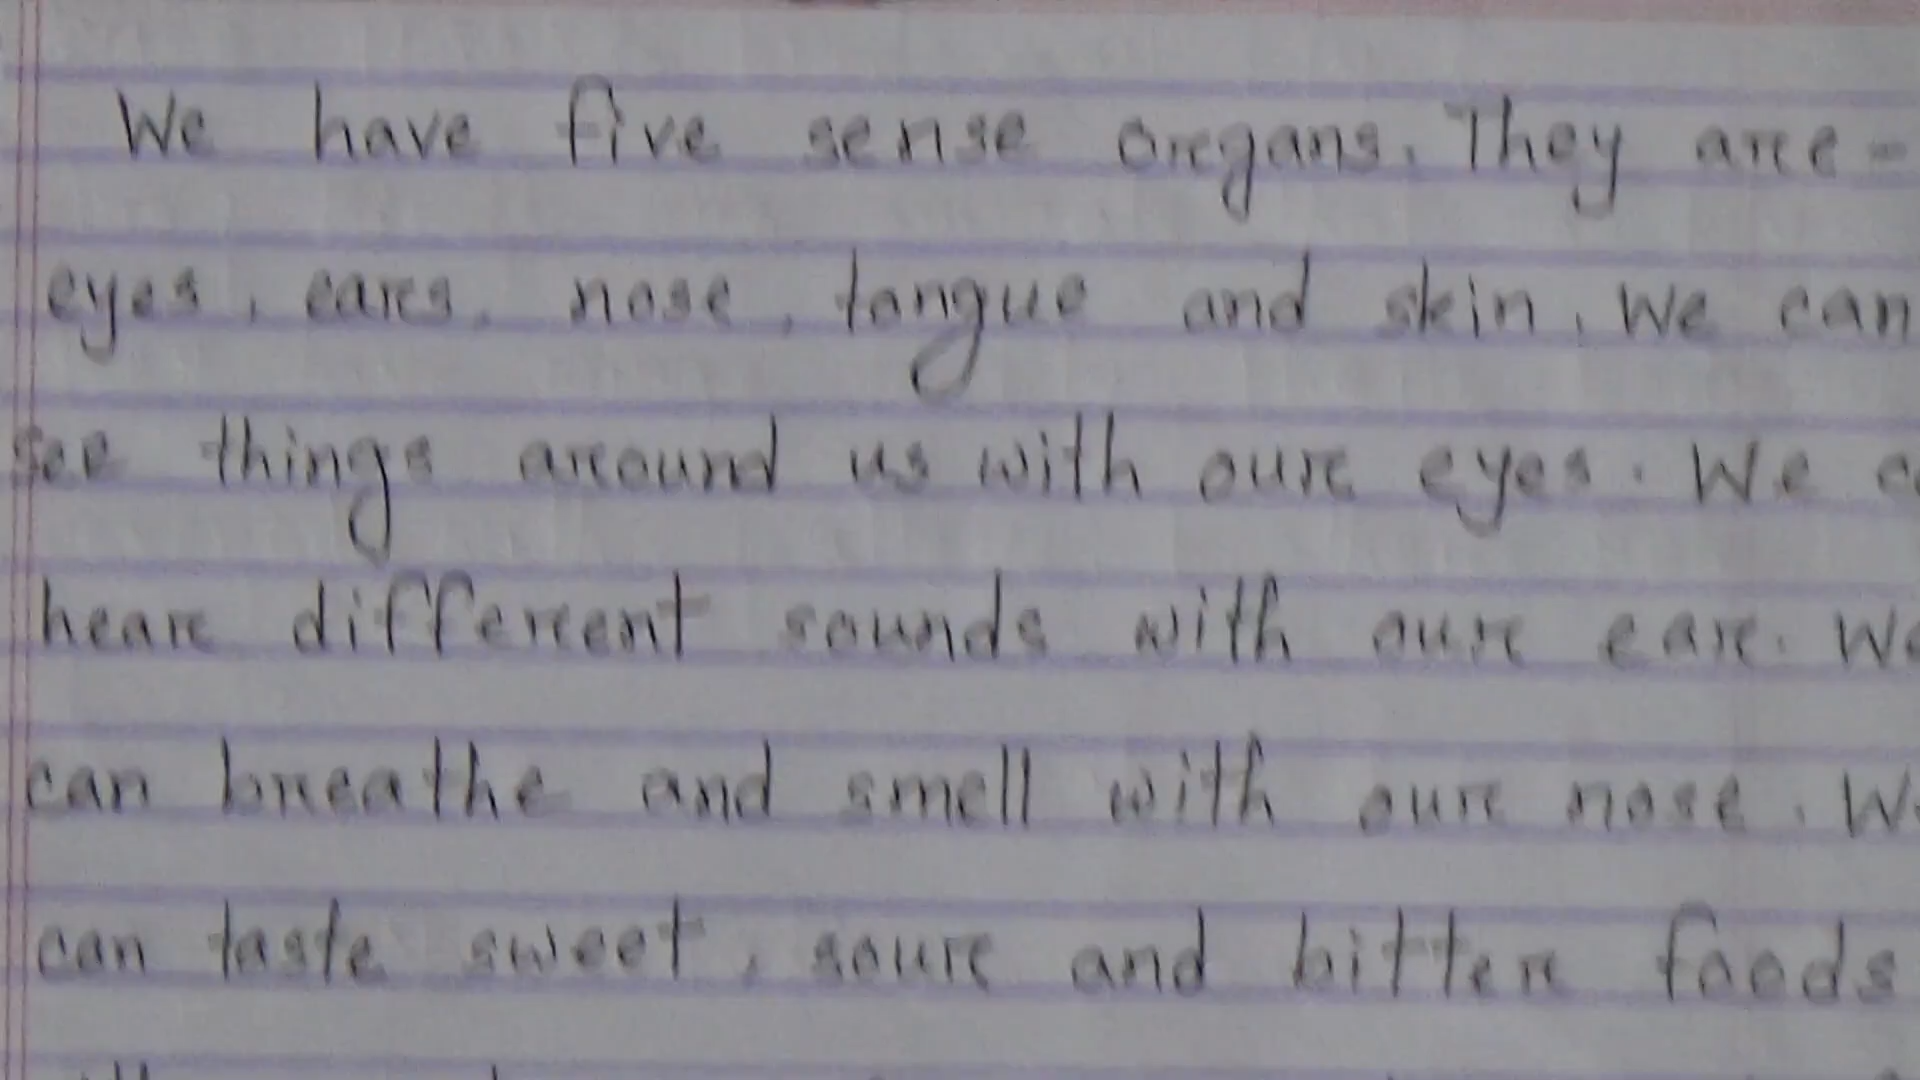 We have five sense organs. They are -
eyes, ears, nose, tongue and skin. We can
see things around us with our eyes. We
hear different sounds with our ear. We
can breathe and smell with our nose. We
can taste sweet, sour and bitter foods